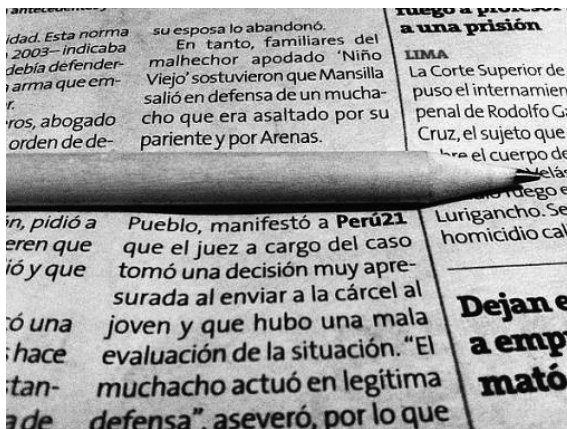 idad. Esta norma
2003– indicaba
debía defender-
arma que em-
r.
ros, abogado
orden de de-
ón, pidió a
eren que
ió y que
ó una
hace
tan-
a de
su esposa lo abandonó.
En tanto, familiares del
malhechor apodado 'Niño
Viejo' sostuvieron que Mansilla
salió en defensa de un mucha-
cho que era asaltado por su
pariente y por Arenas.
Pueblo, manifestó a Perú21
que el juez a cargo del caso
tomó una decisión muy apre-
surada al enviar a la cárcel al
joven y que hubo una mala
evaluación de la situación. “El
muchacho actuó en legítima
defensa”, aseveró, por lo que
a una prisión
LIMA
La Corte Superior de
puso el internamien
penal de Rodolfo Ga
Cruz, el sujeto que
el cuerpo de
Velás
fuego e
Lurigancho. Se
homicidio cal
Dejan e
a emp
mató